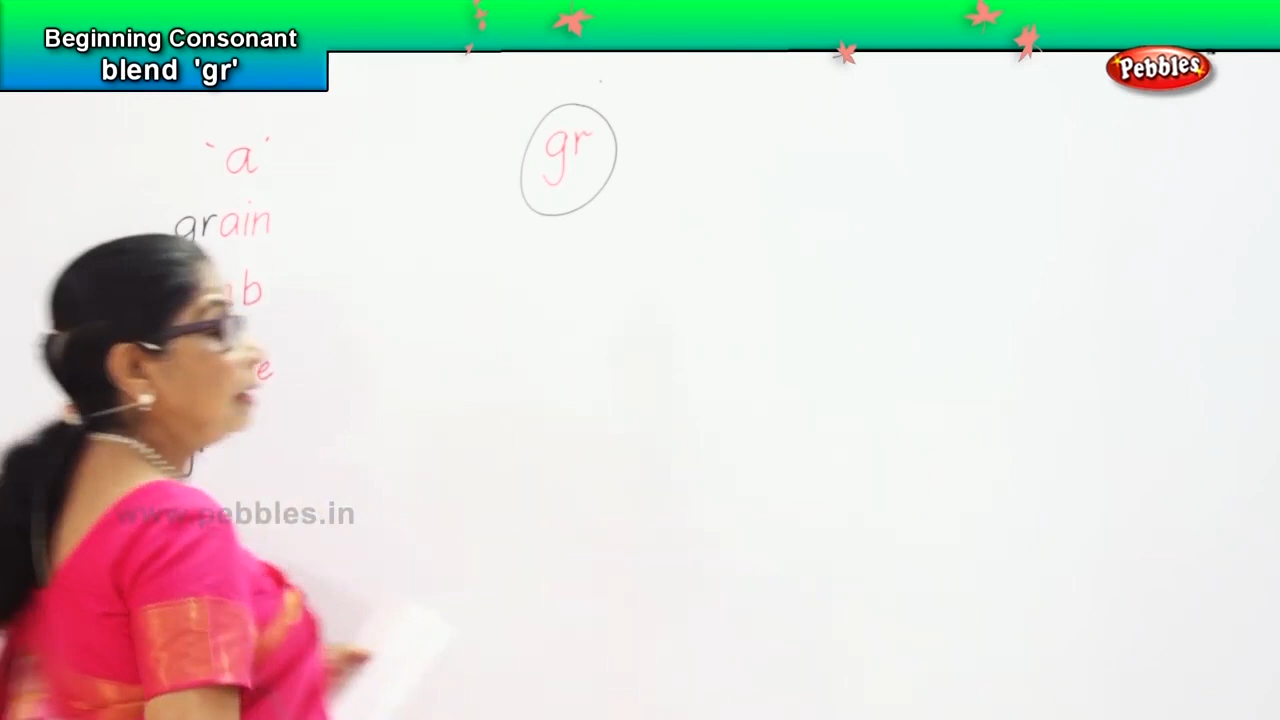 Beginning Consonant
blend 'gr'
Pebbles
gr
'a'
grain
b
e
www.pebbles.in